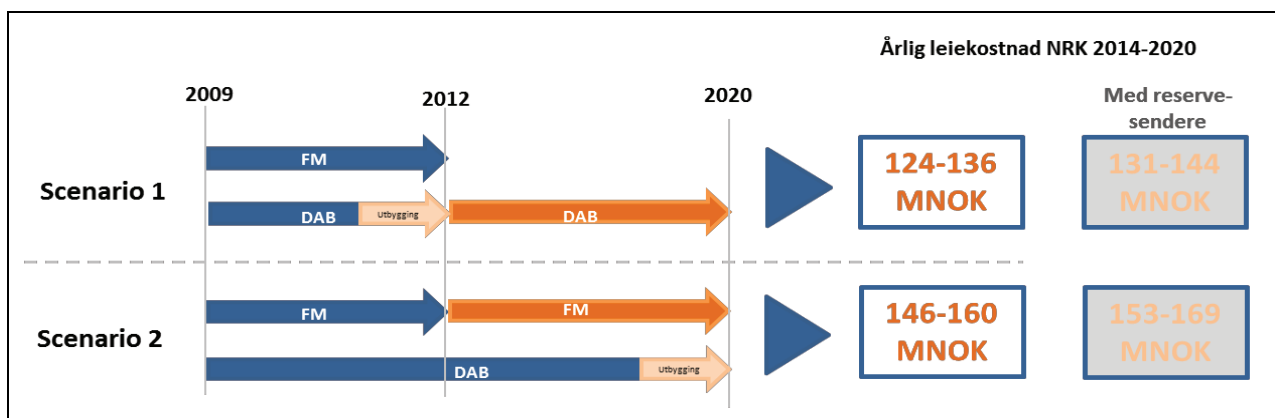 Årlig leiekostnad NRK 2014-2020
2009
2012
2020
Med reserve-
sendere
Scenario 1
FM
DAB
Utbygging
DAB
124-136
MNOK
131-144
MNOK
Scenario 2
FM
FM
DAB
Utbygging
146-160
MNOK
153-169
MNOK